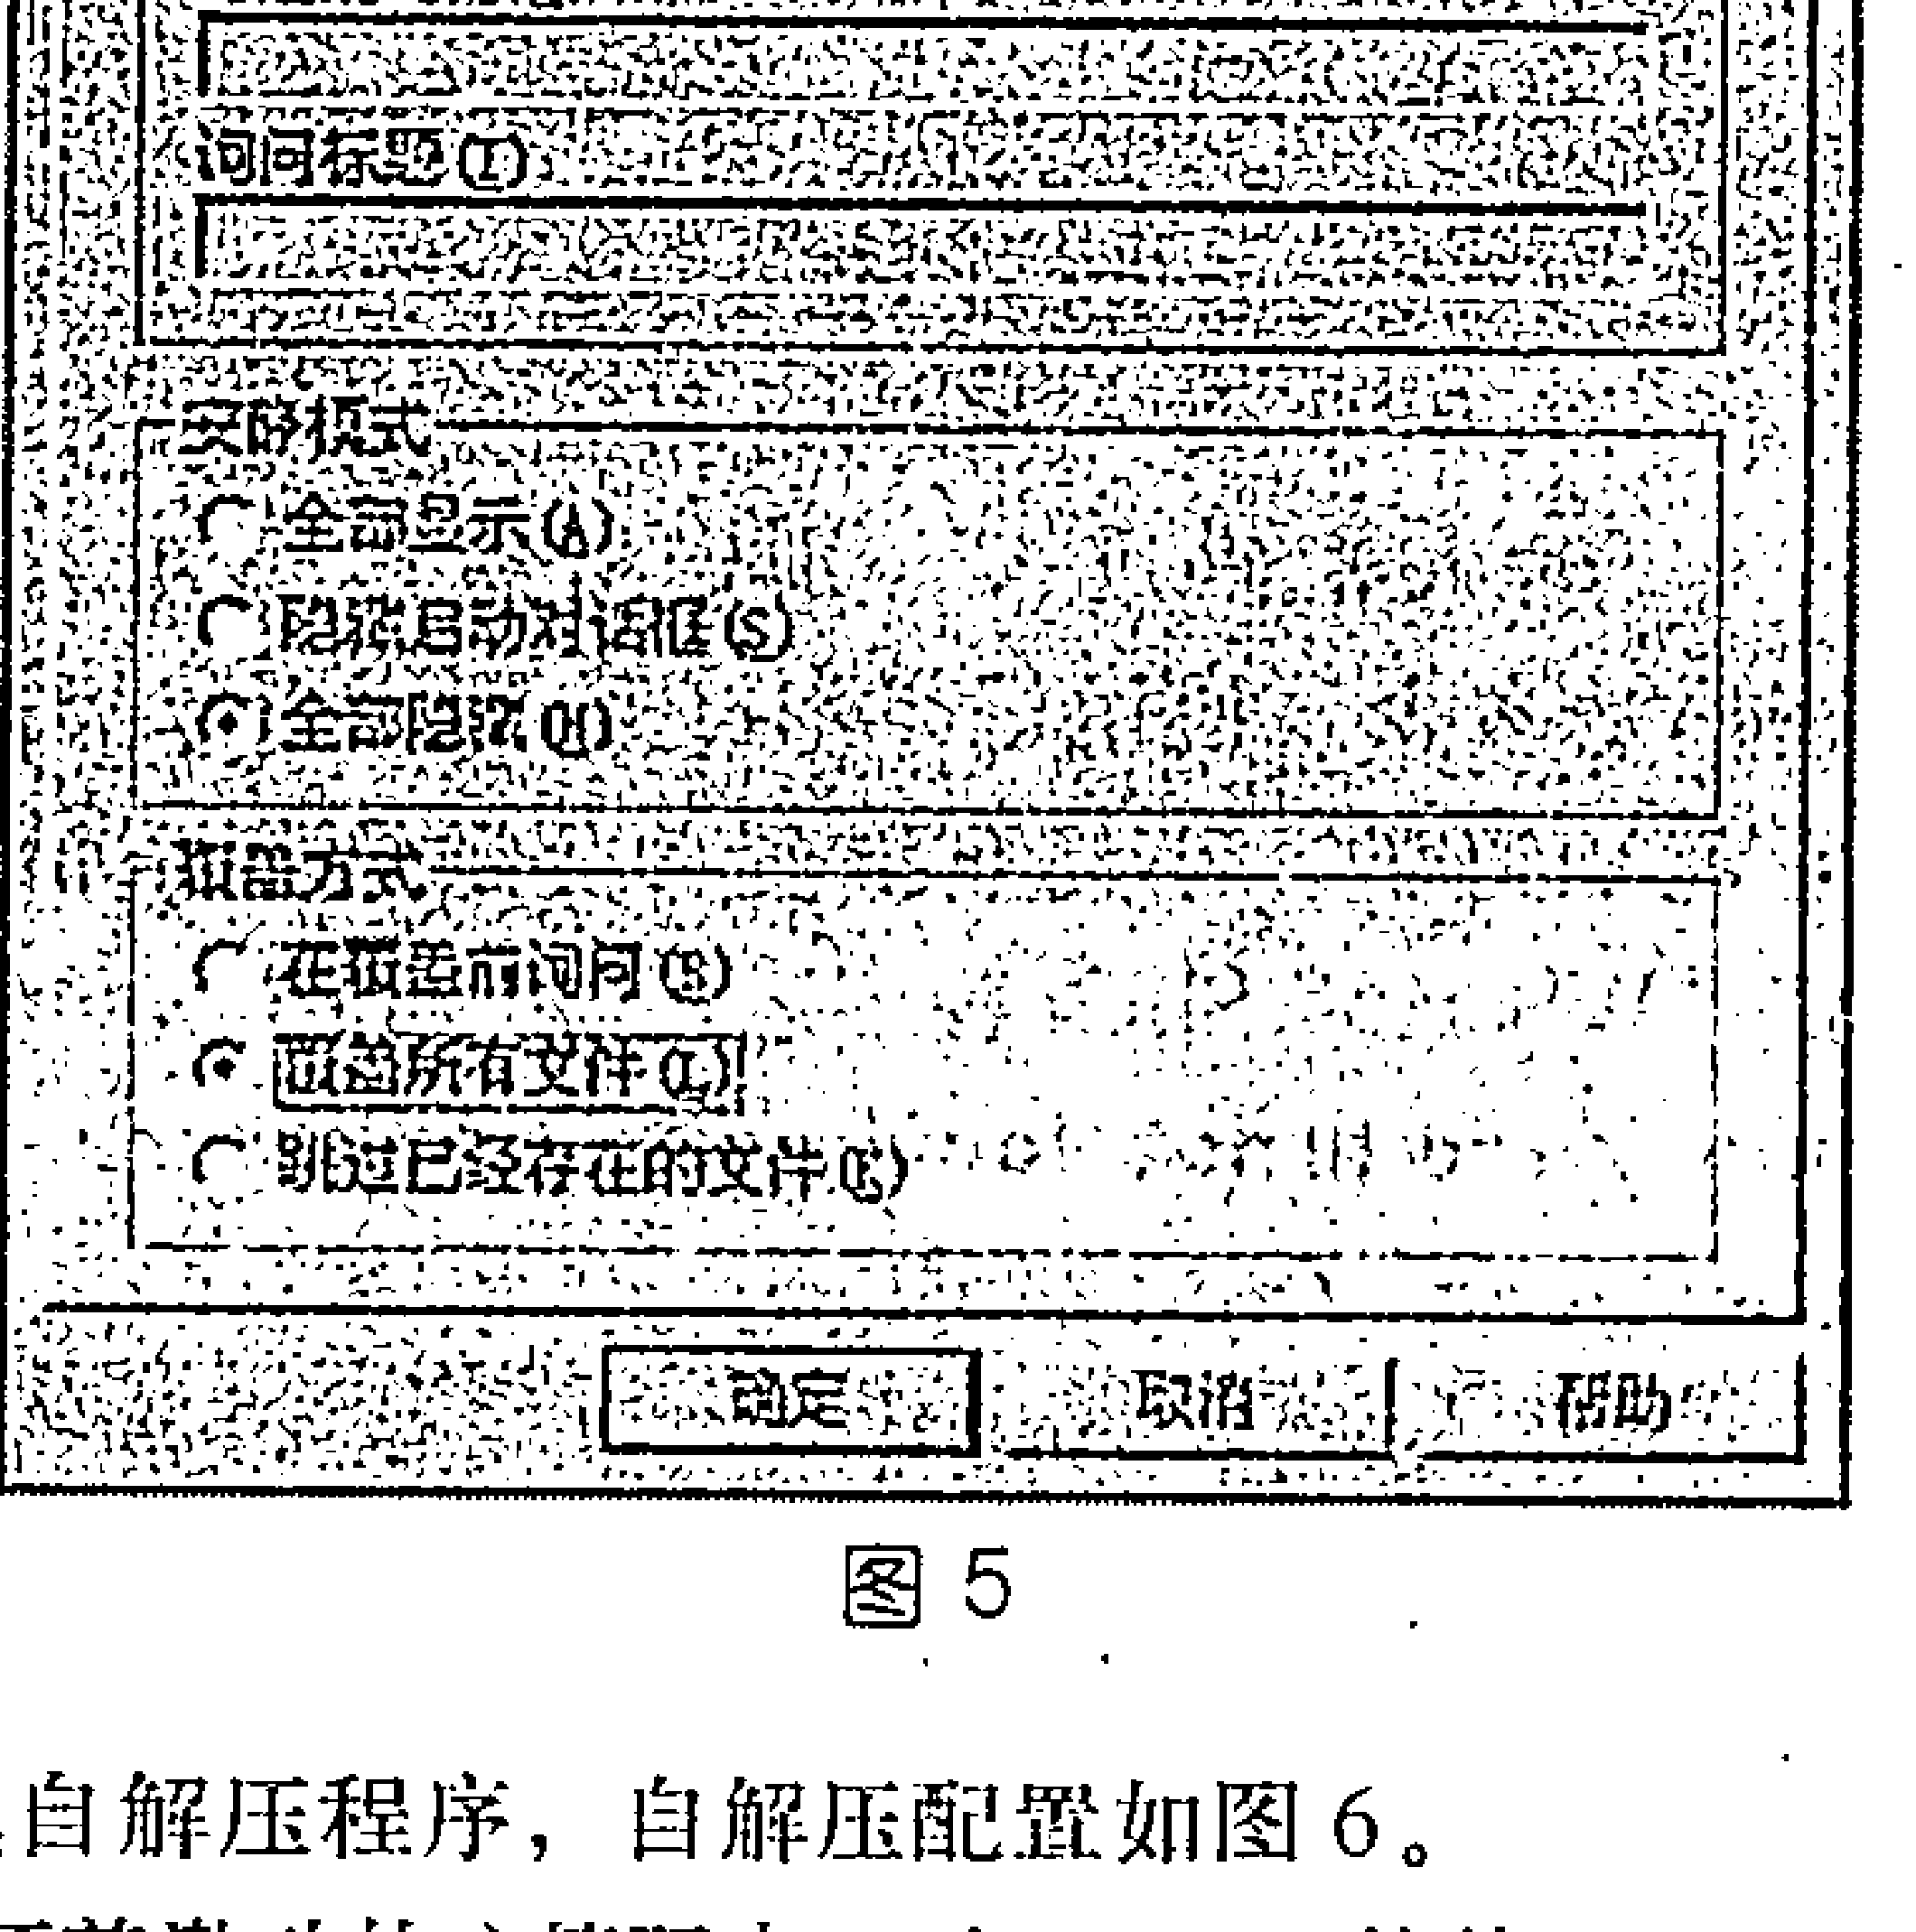 询问标题(T)
安静模式
全部显示(A)
隐藏启动对话框(S)
全部隐藏(H)
覆盖方式
在覆盖前询问(S)
覆盖所有文件(L)
跳过已经存在的文件(K)
确定 取消 帮助
图 5
自解压程序，自解压配置如图 6。